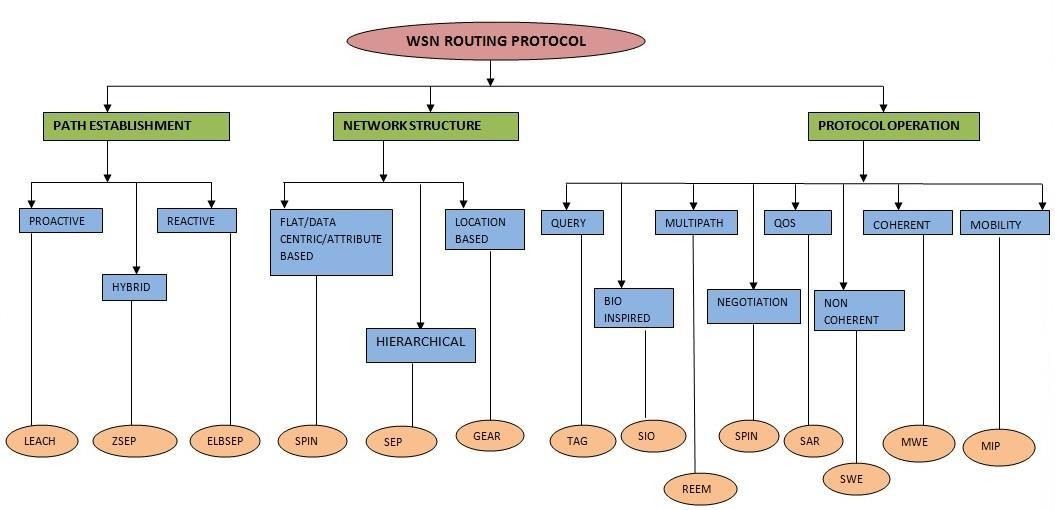 WSN ROUTING PROTOCOL
PATH ESTABLISHMENT
NETWORK STRUCTURE
PROTOCOL OPERATION
PROACTIVE
REACTIVE
HYBRID
FLAT/DATA
CENTRIC/ATTRIBUTE
BASED
LOCATION
BASED
HIERARCHICAL
QUERY
MULTIPATH
QOS
COHERENT
MOBILITY
BIO
INSPIRED
NEGOTIATION
NON
COHERENT
LEACH
ZSEP
ELBSEP
SPIN
SEP
GEAR
TAG
SIO
REEM
SPIN
SAR
SWE
MWE
MIP